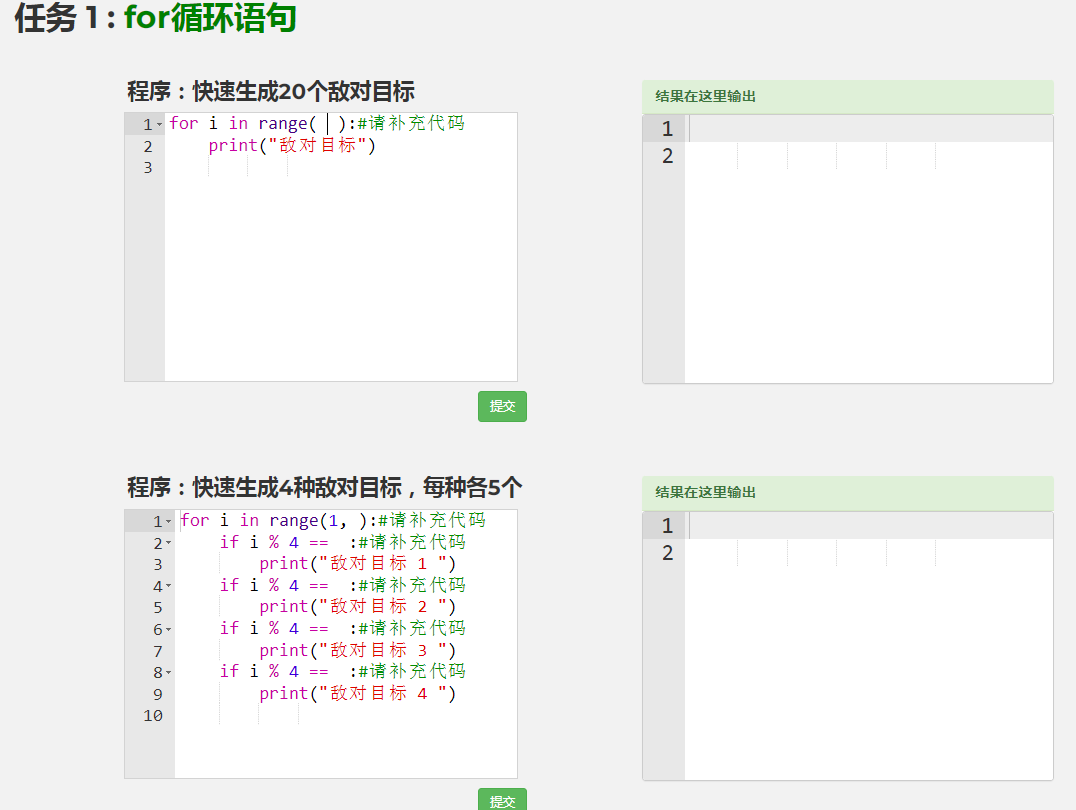 任务 1 : for循环语句
程序：快速生成20个敌对目标
结果在这里输出
1 for i in range( ):#请补充代码
2 print("敌对目标")
3
1
2
提交
程序：快速生成4种敌对目标，每种各5个
结果在这里输出
1 for i in range(1, ):#请补充代码
2 if i % 4 == :#请补充代码
3 print("敌对目标 1 ")
4 if i % 4 == :#请补充代码
5 print("敌对目标 2 ")
6 if i % 4 == :#请补充代码
7 print("敌对目标 3 ")
8 if i % 4 == :#请补充代码
9 print("敌对目标 4 ")
10
1
2
提交